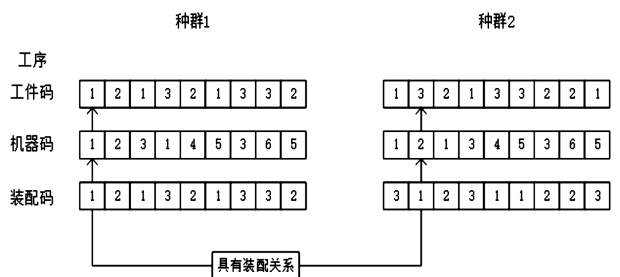 种群1 种群2
工序
工件码 1 2 1 3 2 1 3 3 2 1 3 2 1 3 3 2 2 1
机器码 1 2 3 1 4 5 3 6 5 1 2 1 3 4 5 3 6 5
装配码 1 2 1 3 2 1 3 3 2 3 1 2 3 1 1 2 2 3
具有装配关系